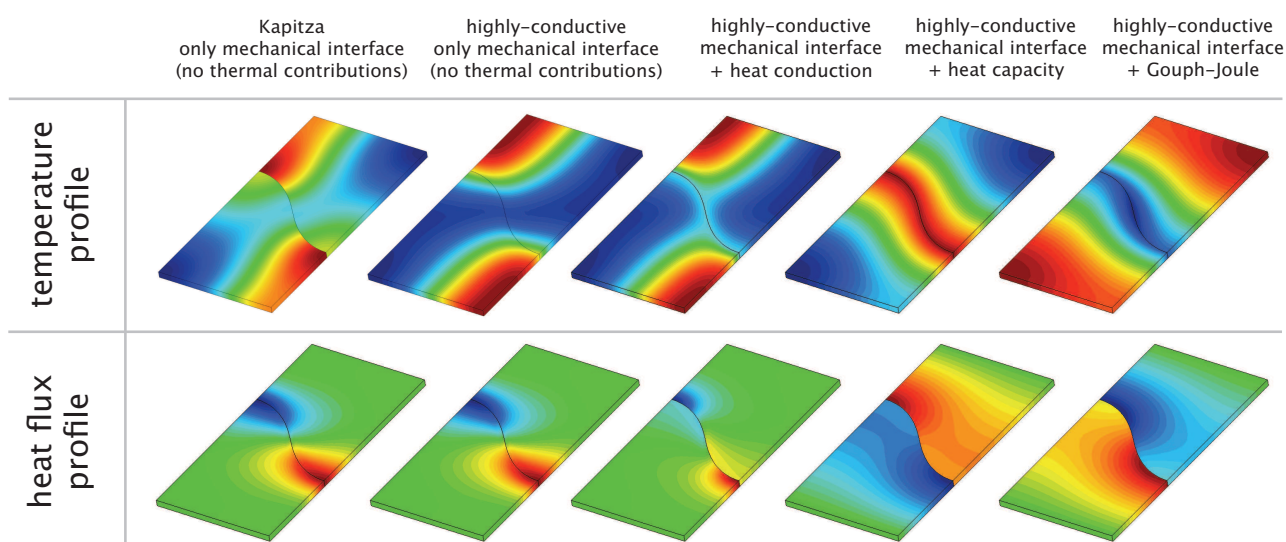 Kapitza
only mechanical interface
(no thermal contributions)
highly-conductive
only mechanical interface
(no thermal contributions)
highly-conductive
mechanical interface
+ heat conduction
highly-conductive
mechanical interface
+ heat capacity
highly-conductive
mechanical interface
+ Gouph-Joule
temperature
profile
heat flux
profile